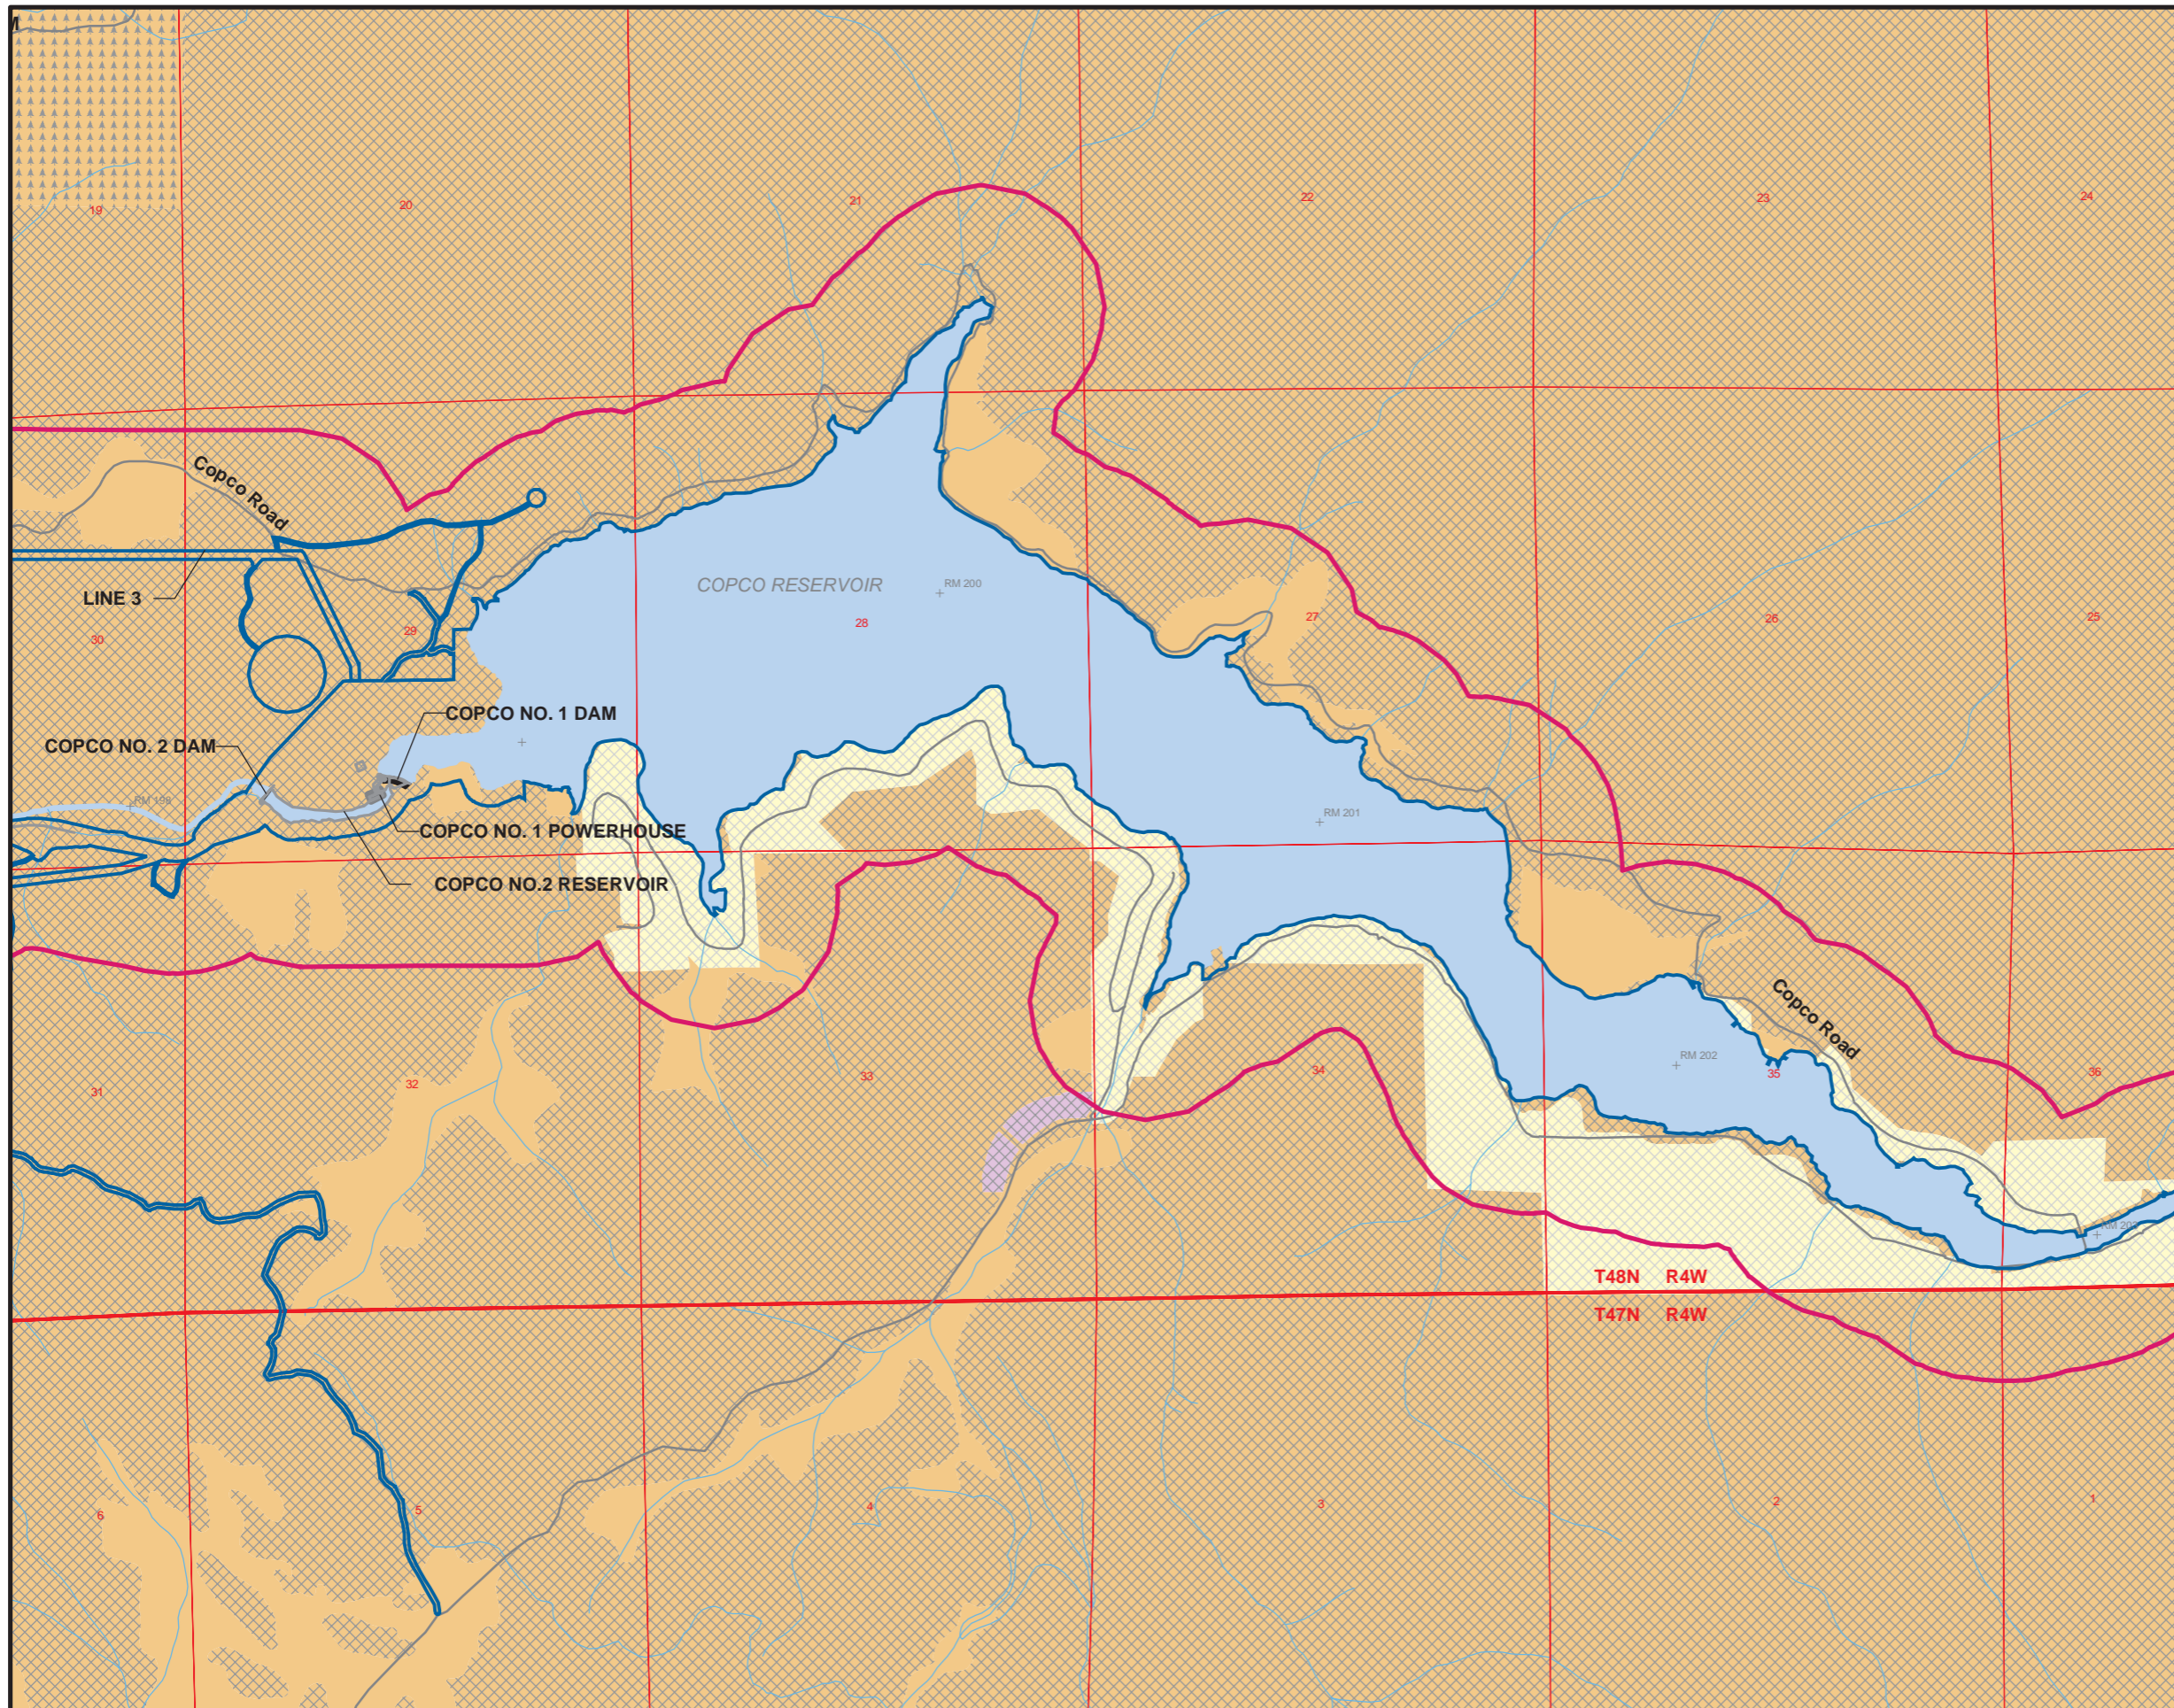 M
19
20
21
22
23
24
Copco Road
LINE 3
COPCO RESERVOIR
RM 200
30
29
28
27
26
25
COPCO NO. 1 DAM
COPCO NO. 2 DAM
RM 198
RM 201
COPCO NO. 1 POWERHOUSE
COPCO NO.2 RESERVOIR
Copco Road
RM 202
31
32
33
34
35
36
T48N R4W
T47N R4W
6
5
4
3
2
1